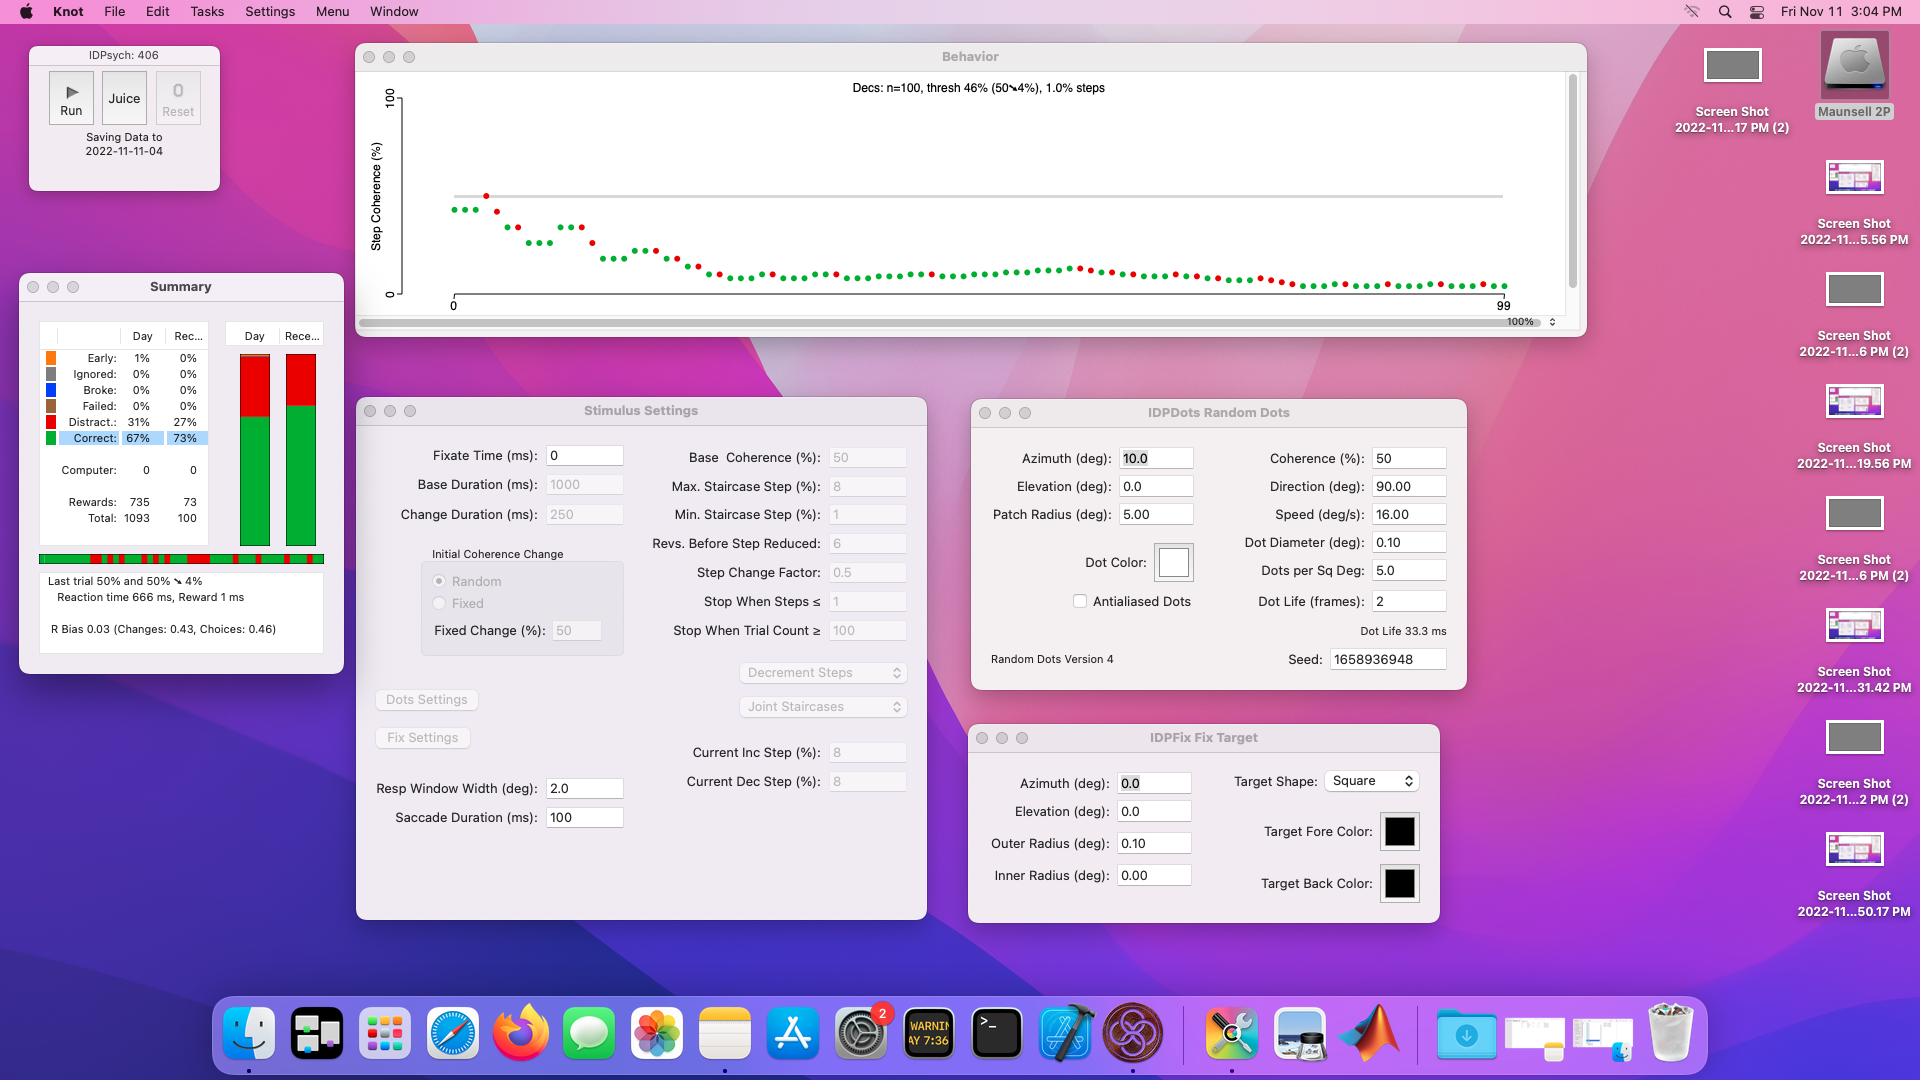 Knot File Edit Tasks Settings Menu Window
Fri Nov 11 3:04 PM
IDPsych: 406
Run
Juice
0
Reset
Saving Data to
2022-11-11-04
Behavior
Decs: n=100, thresh 46% (50➘4%), 1.0% steps
Step Coherence (%)
100
0
0
99
100%
Summary
Day Rec...
Early: 1% 0%
Ignored: 0% 0%
Broke: 0% 0%
Failed: 0% 0%
Distract.: 31% 27%
Correct: 67% 73%
Computer: 0 0
Rewards: 735 73
Total: 1093 100
Day Rece...
Last trial 50% and 50% ➘ 4%
Reaction time 666 ms, Reward 1 ms
R Bias 0.03 (Changes: 0.43, Choices: 0.46)
Stimulus Settings
Fixate Time (ms): 0
Base Duration (ms): 1000
Change Duration (ms): 250
Initial Coherence Change
Random
Fixed
Fixed Change (%): 50
Dots Settings
Fix Settings
Resp Window Width (deg): 2.0
Saccade Duration (ms): 100
Base Coherence (%): 50
Max. Staircase Step (%): 8
Min. Staircase Step (%): 1
Revs. Before Step Reduced: 6
Step Change Factor: 0.5
Stop When Steps ≤ 1
Stop When Trial Count ≥ 100
Decrement Steps
Joint Staircases
Current Inc Step (%): 8
Current Dec Step (%): 8
IDPDots Random Dots
Azimuth (deg): 10.0
Elevation (deg): 0.0
Patch Radius (deg): 5.00
Dot Color:
Antialiased Dots
Random Dots Version 4
Coherence (%): 50
Direction (deg): 90.00
Speed (deg/s): 16.00
Dot Diameter (deg): 0.10
Dots per Sq Deg: 5.0
Dot Life (frames): 2
Dot Life 33.3 ms
Seed: 1658936948
IDPFix Fix Target
Azimuth (deg): 0.0
Elevation (deg): 0.0
Outer Radius (deg): 0.10
Inner Radius (deg): 0.00
Target Shape: Square
Target Fore Color:
Target Back Color:
Screen Shot
2022-11...17 PM (2)
Maunsell 2P
Screen Shot
2022-11...5.56 PM
Screen Shot
2022-11...6 PM (2)
Screen Shot
2022-11...19.56 PM
Screen Shot
2022-11...6 PM (2)
Screen Shot
2022-11...31.42 PM
Screen Shot
2022-11...2 PM (2)
Screen Shot
2022-11...50.17 PM
2
WARNIN
AY 7:36
>_